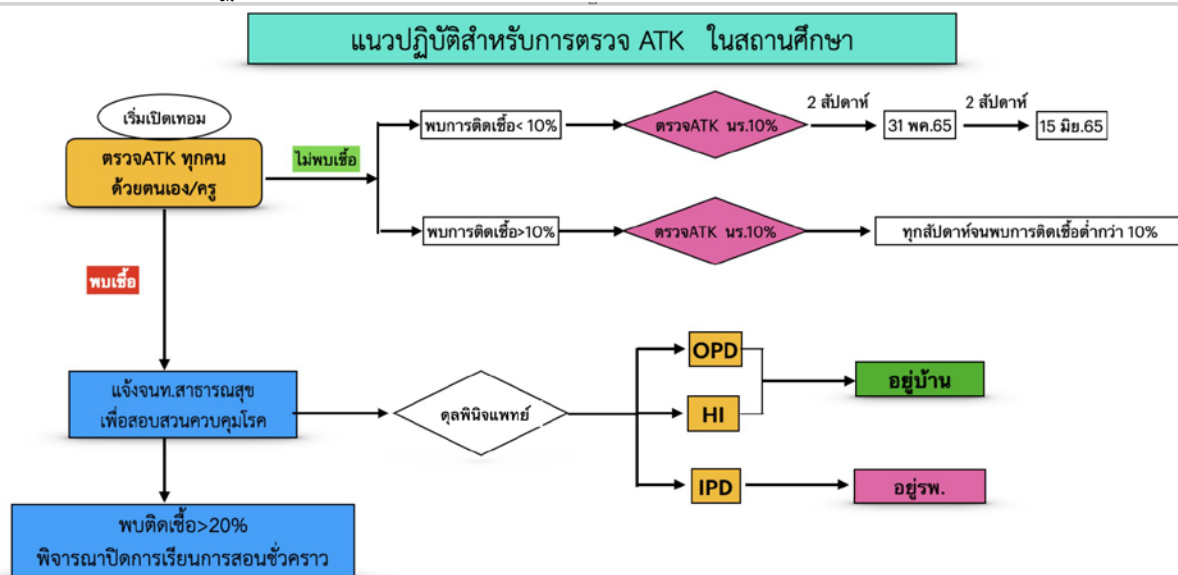 แนวปฏิบัติสำหรับการตรวจ ATK ในสถานศึกษา
เริ่มเปิดเทอม
ตรวจATK ทุกคน
ด้วยตนเอง/ครู
ไม่พบเชื้อ
พบการติดเชื้อ< 10%
ตรวจATK นร.10%
2 สัปดาห์
31 พค.65
2 สัปดาห์
15 มิย.65
พบการติดเชื้อ>10%
ตรวจATK นร.10%
ทุกสัปดาห์จนพบการติดเชื้อต่ำกว่า 10%
พบเชื้อ
แจ้งจนท.สาธารณสุข
เพื่อสอบสวนควบคุมโรค
ดุลพินิจแพทย์
OPD
HI
IPD
อยู่บ้าน
อยู่รพ.
พบติดเชื้อ>20%
พิจารณาปิดการเรียนการสอนชั่วคราว